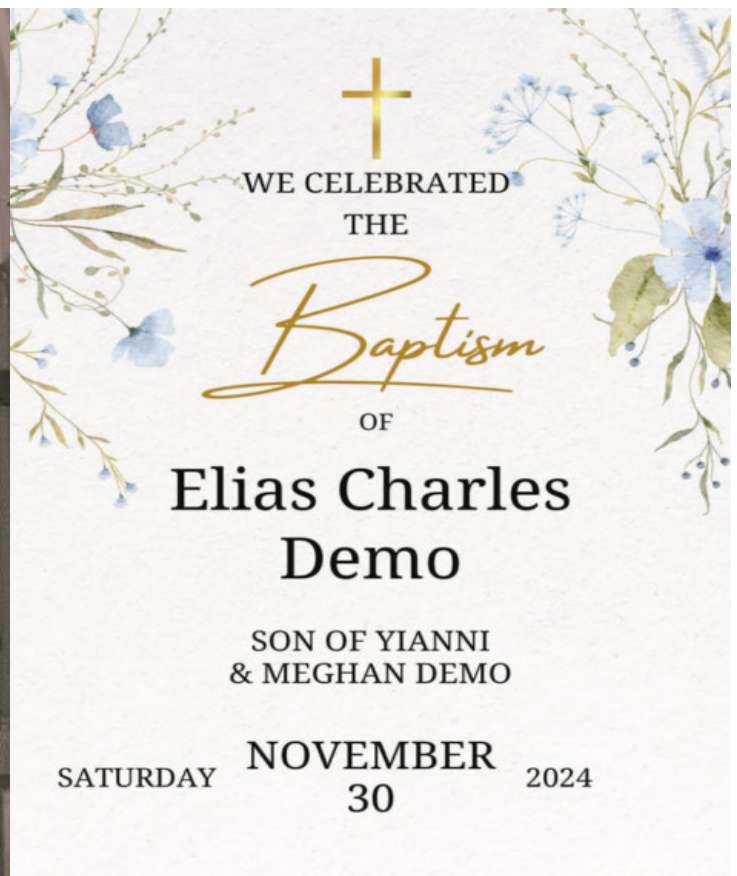 WE CELEBRATED
THE
Baptism
OF
Elias Charles
Demo
SON OF YIANNI
& MEGHAN DEMO
SATURDAY NOVEMBER 30 2024